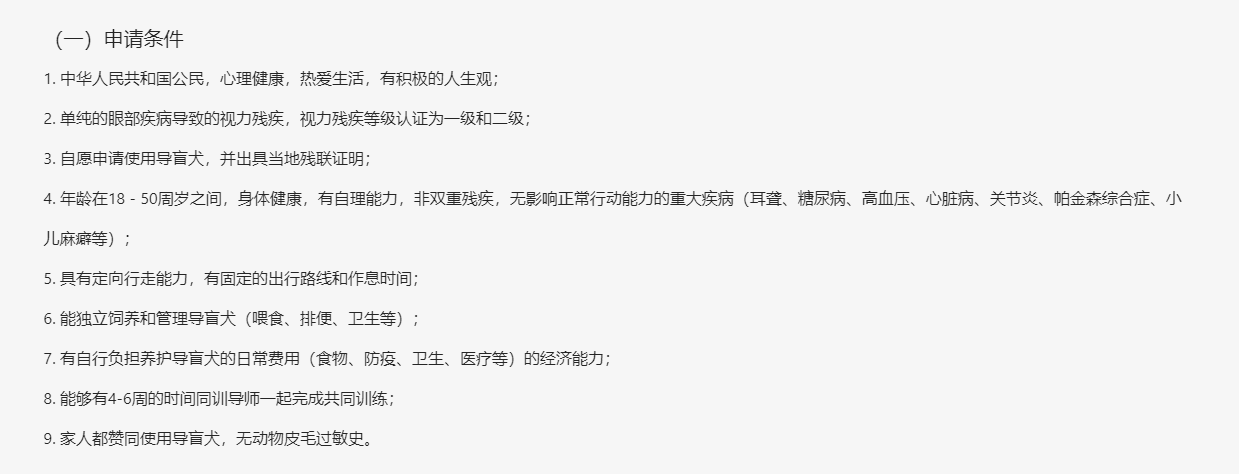 （一）申请条件
1. 中华人民共和国公民，心理健康，热爱生活，有积极的人生观；
2. 单纯的眼部疾病导致的视力残疾，视力残疾等级认证为一级和二级；
3. 自愿申请使用导盲犬，并出具当地残联证明；
4. 年龄在18 - 50周岁之间，身体健康，有自理能力，非双重残疾，无影响正常行动能力的重大疾病（耳聋、糖尿病、高血压、心脏病、关节炎、帕金森综合症、小
儿麻癖等）；
5. 具有定向行走能力，有固定的出行路线和作息时间；
6. 能独立饲养和管理导盲犬（喂食、排便、卫生等）；
7. 有自行负担养护导盲犬的日常费用（食物、防疫、卫生、医疗等）的经济能力；
8. 能够有4-6周的时间同训导师一起完成共同训练；
9. 家人都赞同使用导盲犬，无动物皮毛过敏史。